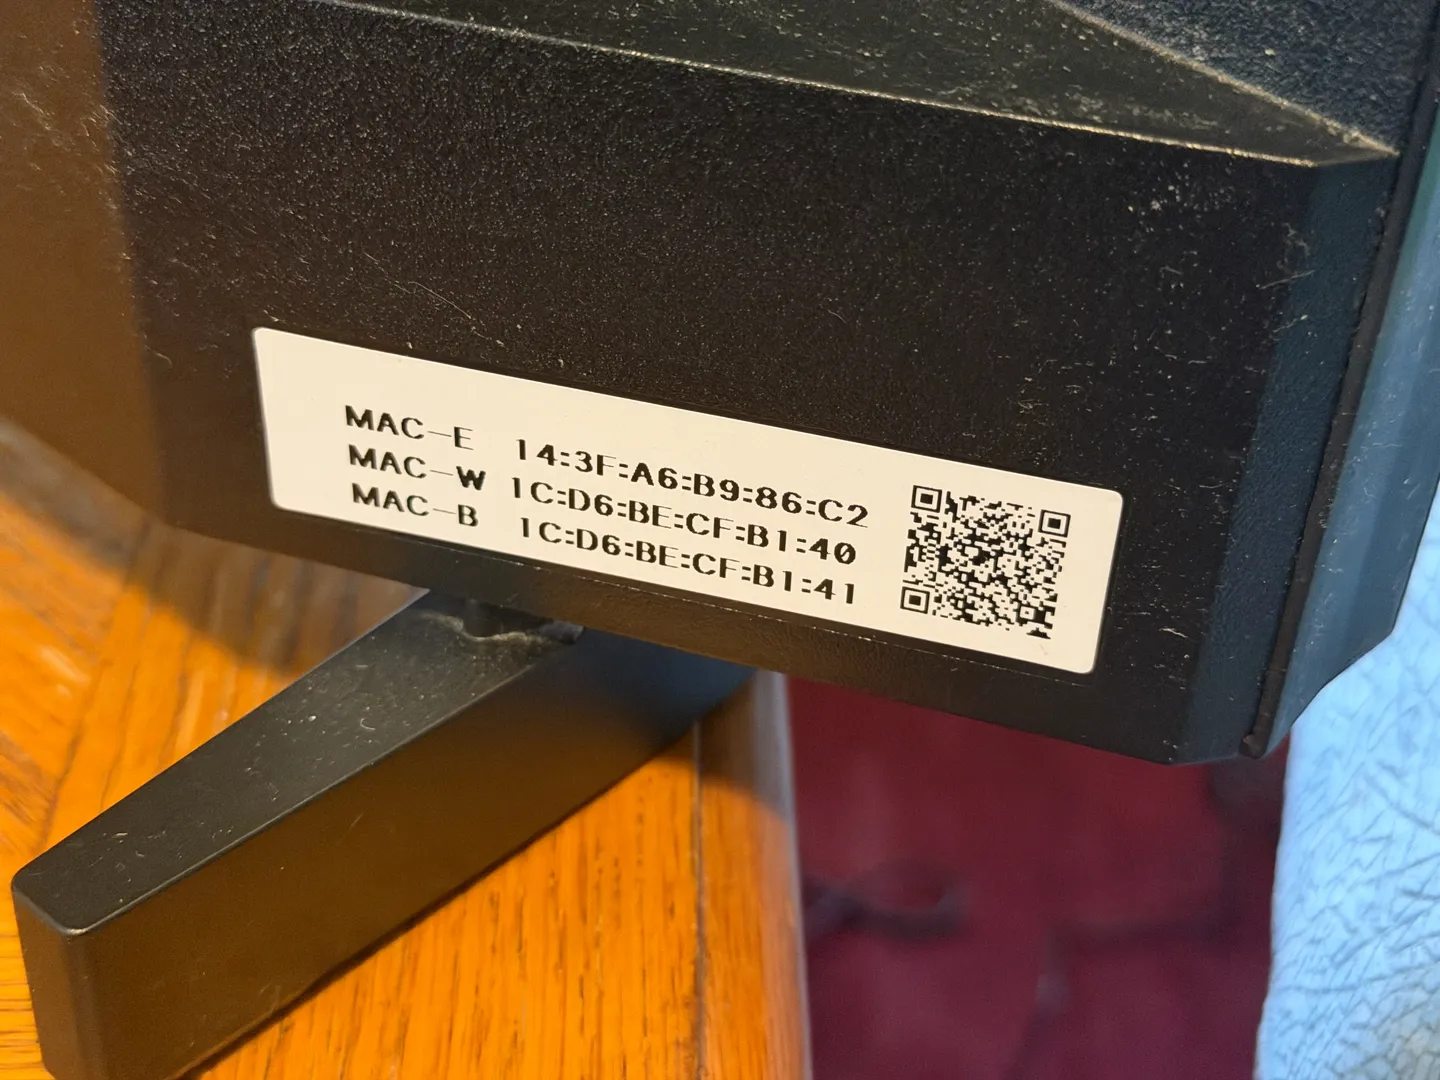 MAC-E 14:3F:A6:B9:86:C2
MAC-W 1C:D6:BE:CF:B1:40
MAC-B 1C:D6:BE:CF:B1:41